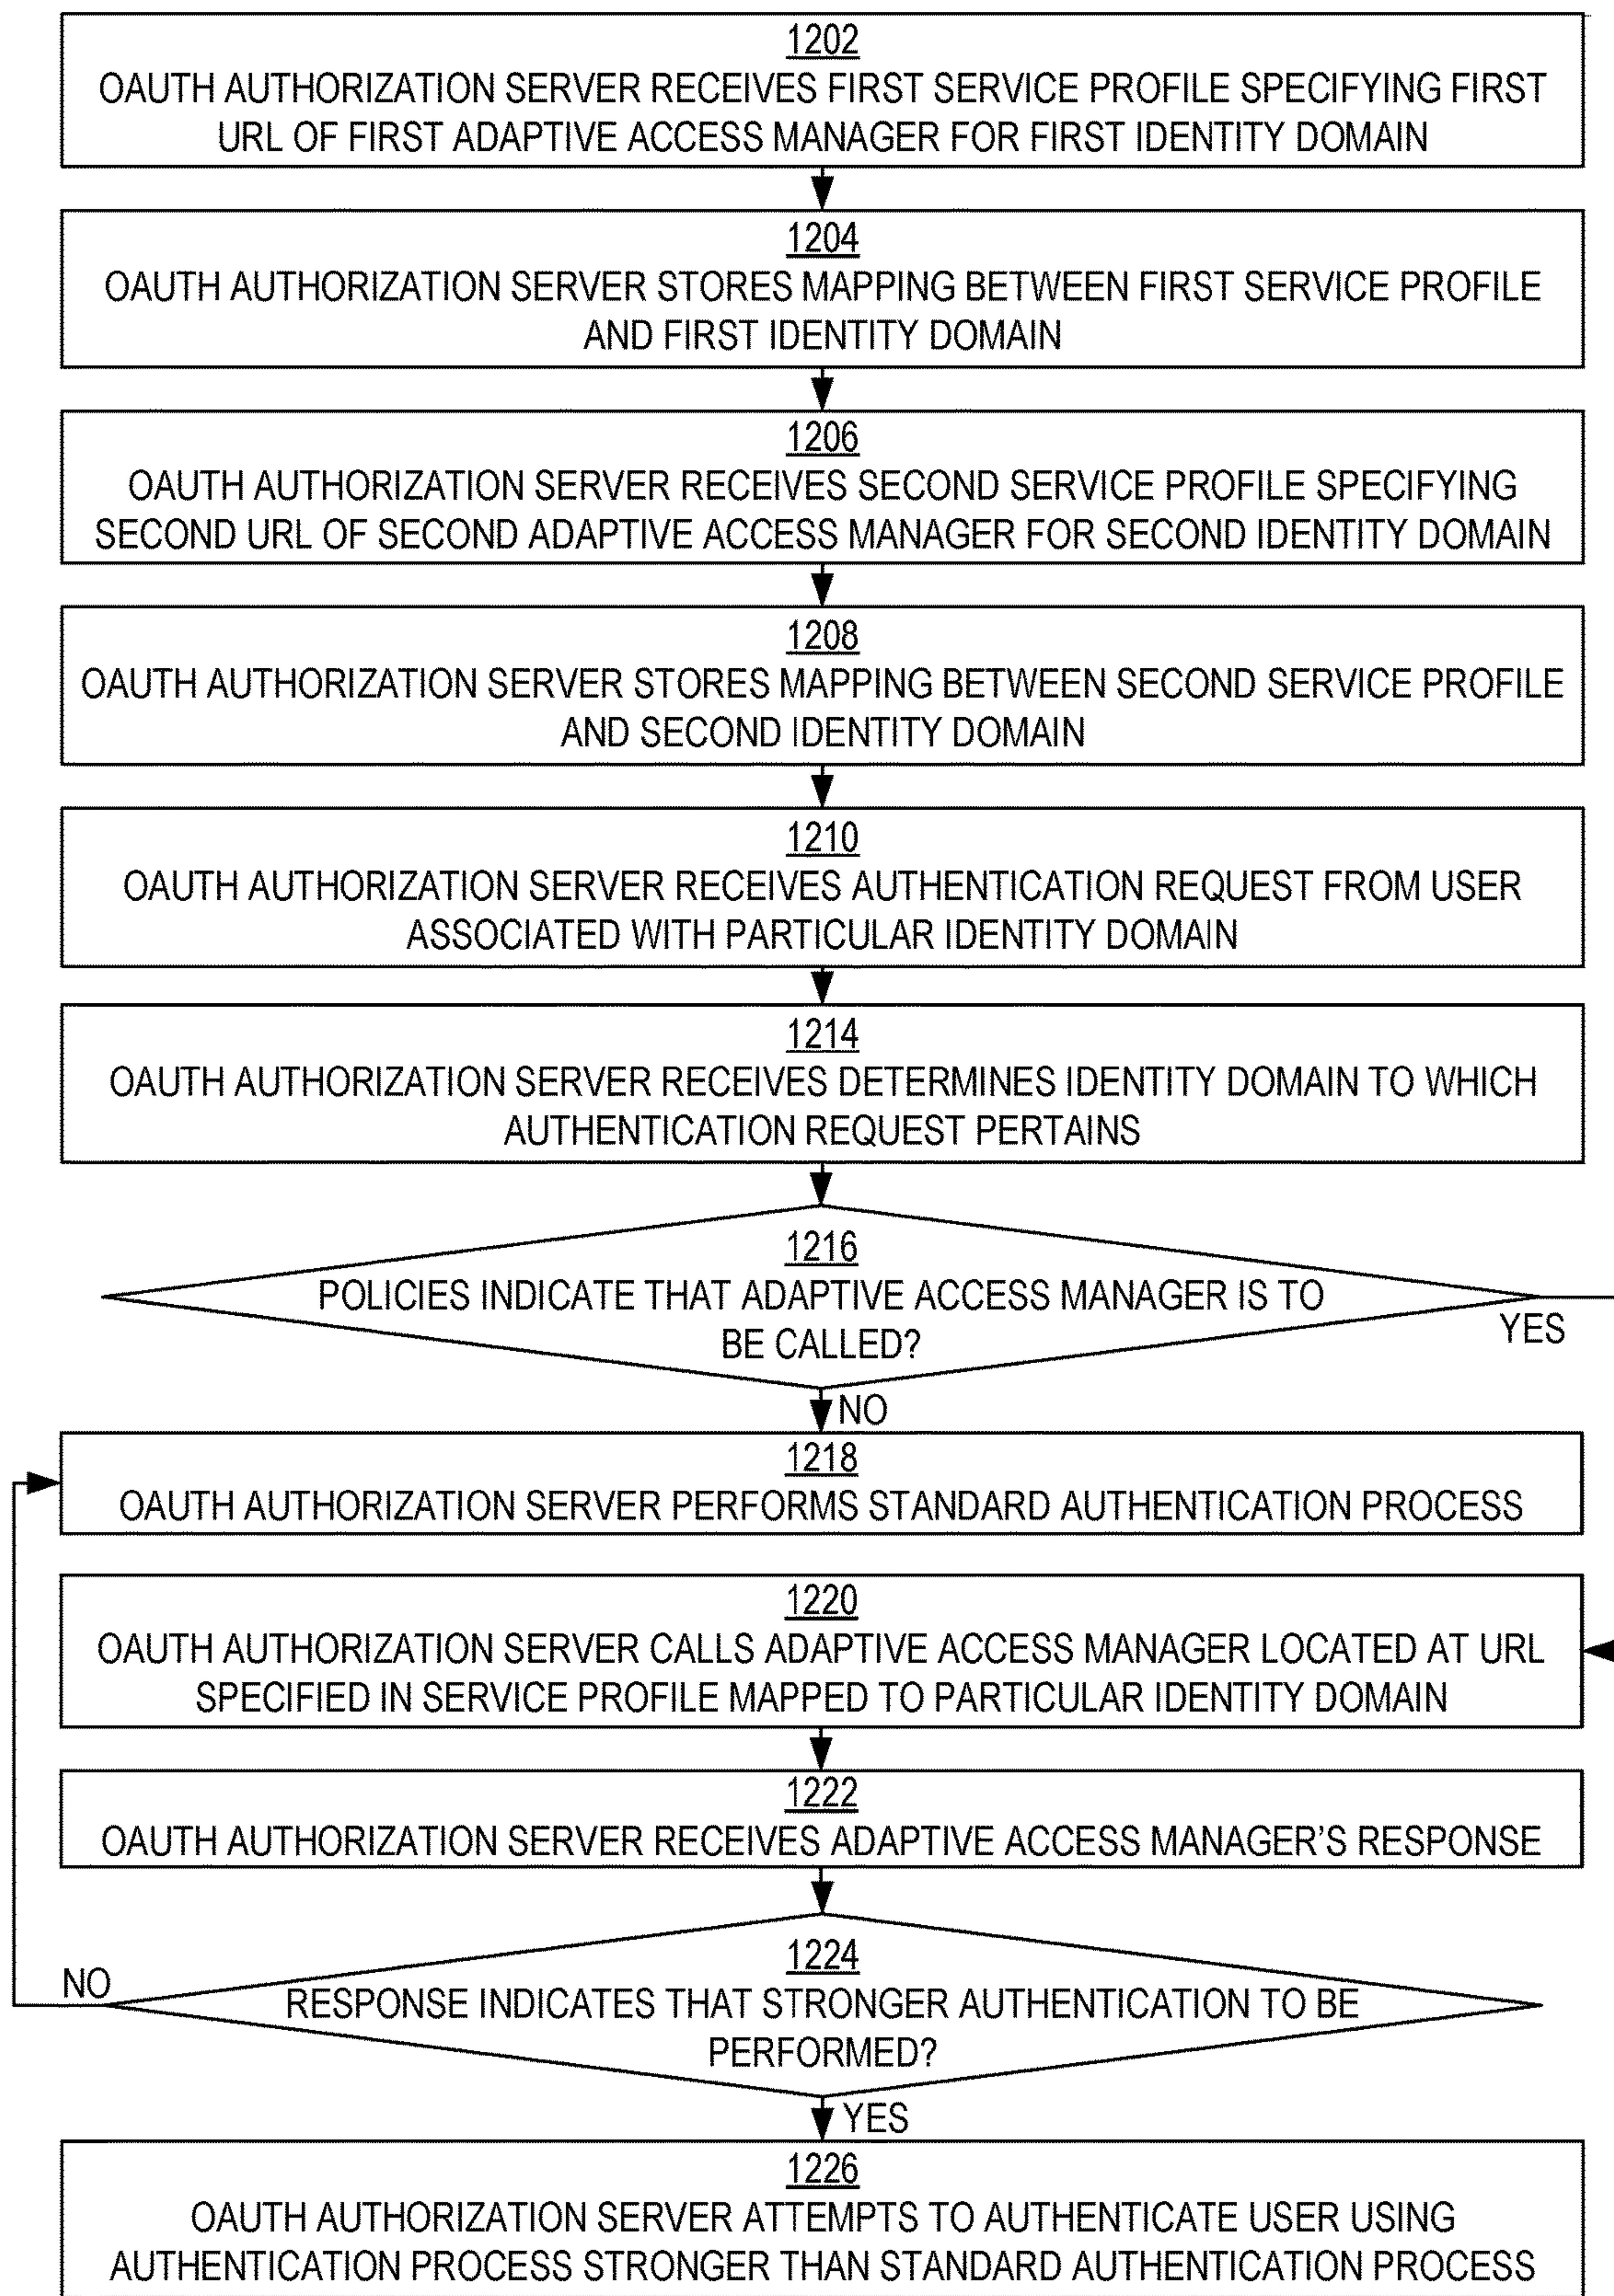 1202
OAUTH AUTHORIZATION SERVER RECEIVES FIRST SERVICE PROFILE SPECIFYING FIRST
URL OF FIRST ADAPTIVE ACCESS MANAGER FOR FIRST IDENTITY DOMAIN
1204
OAUTH AUTHORIZATION SERVER STORES MAPPING BETWEEN FIRST SERVICE PROFILE
AND FIRST IDENTITY DOMAIN
1206
OAUTH AUTHORIZATION SERVER RECEIVES SECOND SERVICE PROFILE SPECIFYING
SECOND URL OF SECOND ADAPTIVE ACCESS MANAGER FOR SECOND IDENTITY DOMAIN
1208
OAUTH AUTHORIZATION SERVER STORES MAPPING BETWEEN SECOND SERVICE PROFILE
AND SECOND IDENTITY DOMAIN
1210
OAUTH AUTHORIZATION SERVER RECEIVES AUTHENTICATION REQUEST FROM USER
ASSOCIATED WITH PARTICULAR IDENTITY DOMAIN
1214
OAUTH AUTHORIZATION SERVER RECEIVES DETERMINES IDENTITY DOMAIN TO WHICH
AUTHENTICATION REQUEST PERTAINS
1216
POLICIES INDICATE THAT ADAPTIVE ACCESS MANAGER IS TO
BE CALLED?
YES
NO
1218
OAUTH AUTHORIZATION SERVER PERFORMS STANDARD AUTHENTICATION PROCESS
1220
OAUTH AUTHORIZATION SERVER CALLS ADAPTIVE ACCESS MANAGER LOCATED AT URL
SPECIFIED IN SERVICE PROFILE MAPPED TO PARTICULAR IDENTITY DOMAIN
1222
OAUTH AUTHORIZATION SERVER RECEIVES ADAPTIVE ACCESS MANAGER'S RESPONSE
1224
NO
RESPONSE INDICATES THAT STRONGER AUTHENTICATION TO BE
PERFORMED?
YES
1226
OAUTH AUTHORIZATION SERVER ATTEMPTS TO AUTHENTICATE USER USING
AUTHENTICATION PROCESS STRONGER THAN STANDARD AUTHENTICATION PROCESS